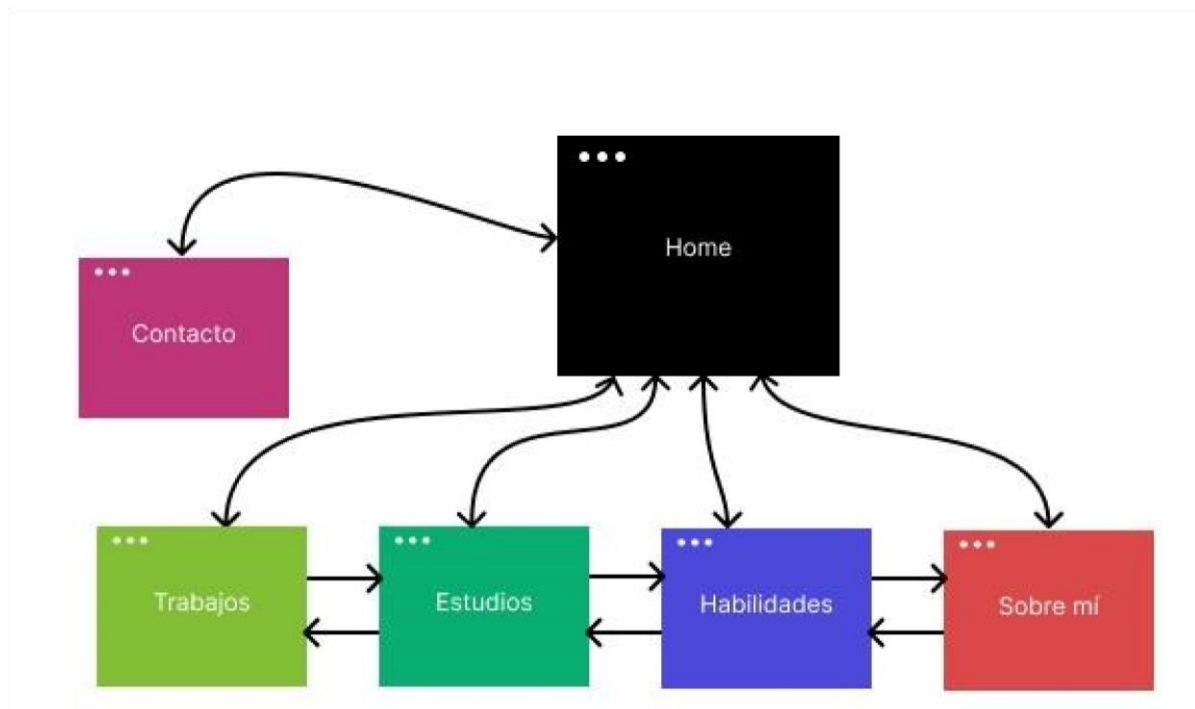 Home
Contacto
Trabajos
Estudios
Habilidades
Sobre mí